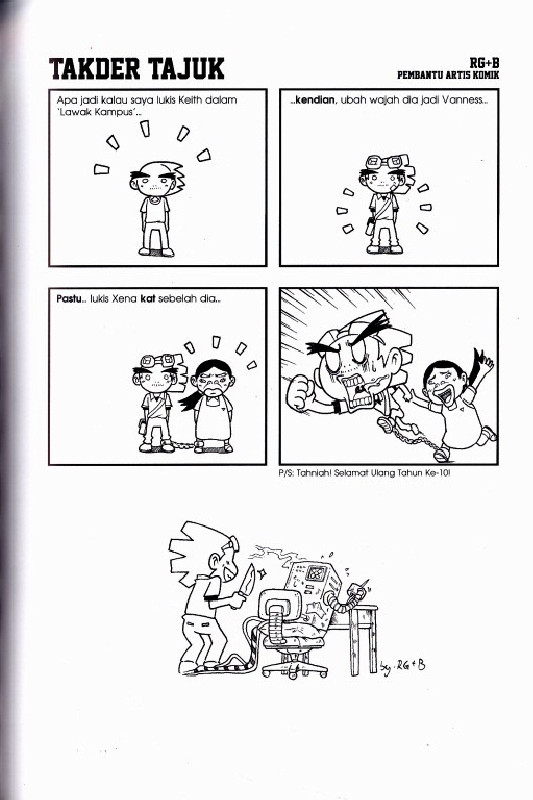 TAKDER TAJUK
RG+B
PEMBANTU ARTIS KOMIK
Apa jadi kalau saya lukis Keith dalam
'Lawak Kampus'...
...kendian, ubah wajah dia jadi Vanness...
Pastu... lukis Xena kat sebelah dia...
P/S: Tahniah! Selamat Ulang Tahun Ke-10!
by. RG+B